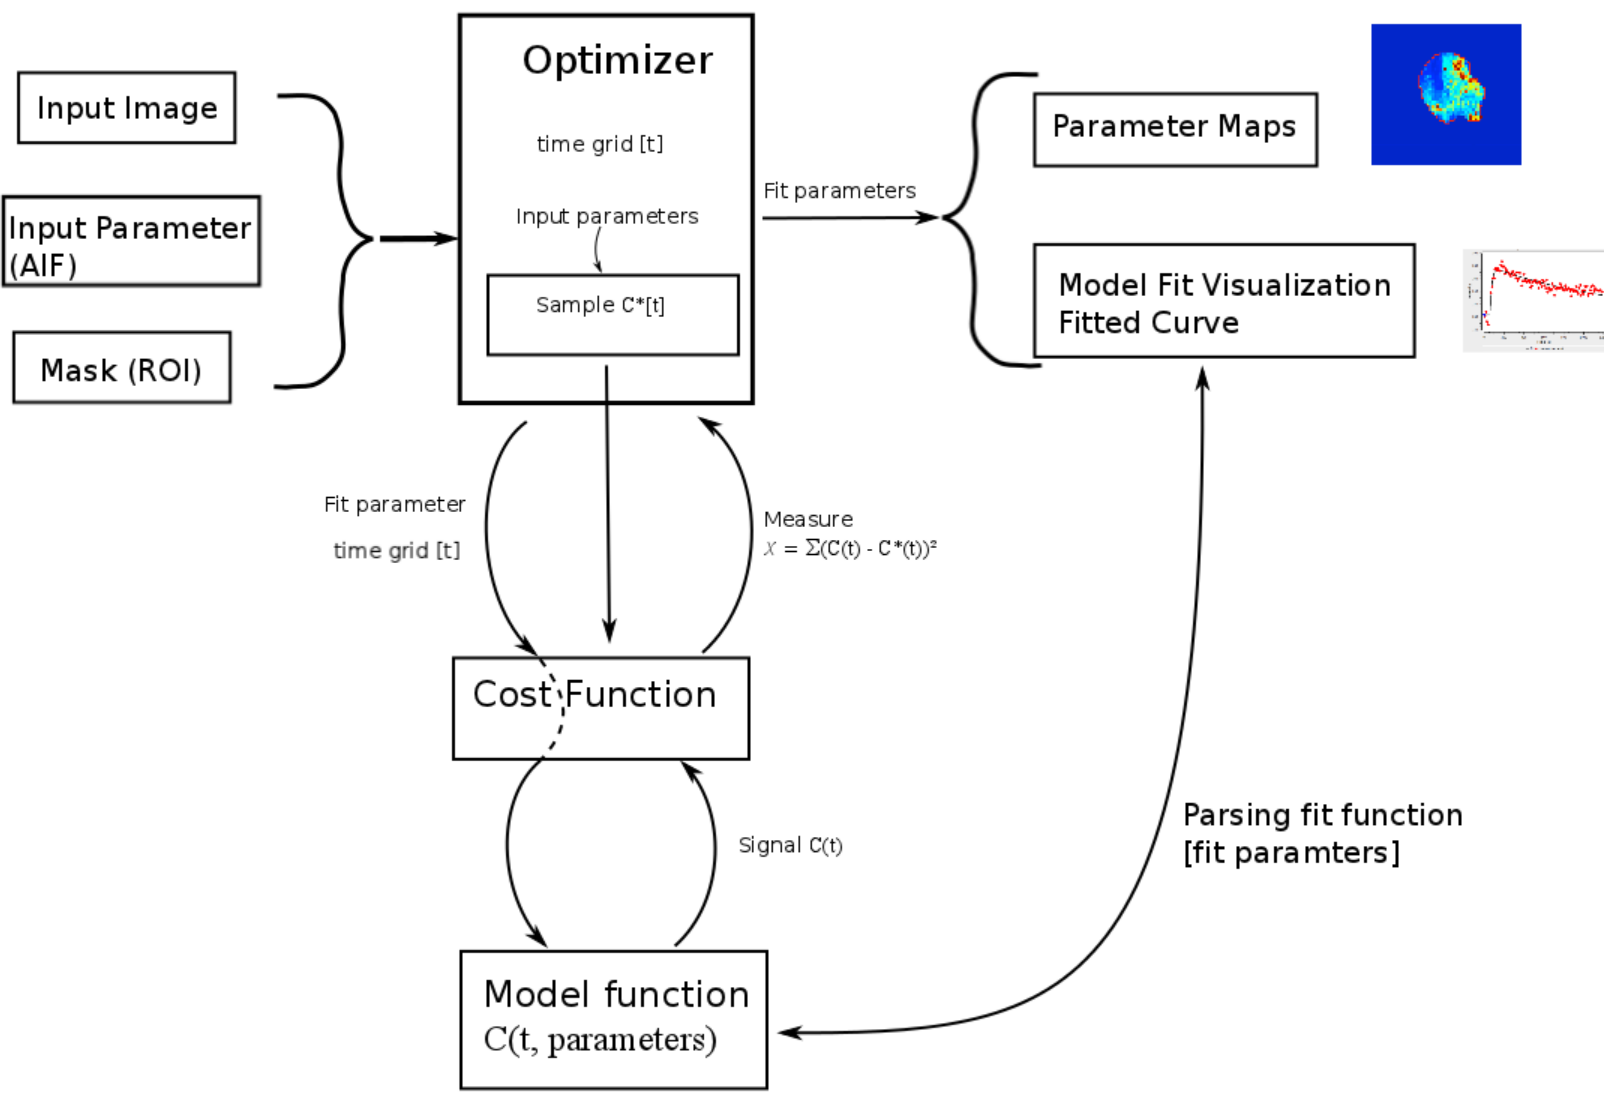 Optimizer
Input Image
time grid [t]
Parameter Maps
Fit parameters
Input Parameter
(AIF)
Input parameters
Model Fit Visualization
Fitted Curve
Sample C*[t]
Mask (ROI)
Fit parameter
time grid [t]
Measure
χ = Σ(C(t) - C*(t))²
Cost Function
Parsing fit function
[fit paramters]
Signal C(t)
Model function
C(t, parameters)